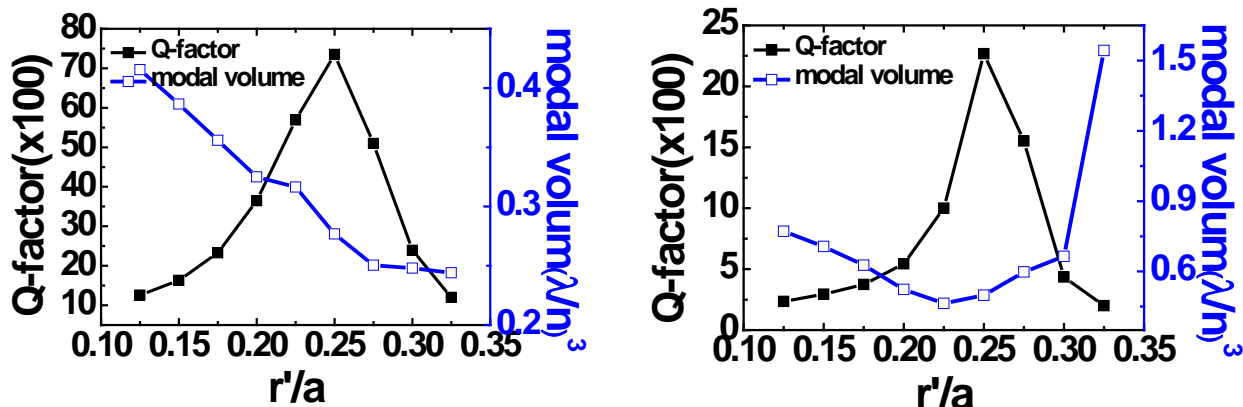 80
70
60
50
40
30
20
10
Q-factor(x100)
Q-factor
modal volume
0.4
0.3
0.2
modal volum(λ/n)³
0.10 0.15 0.20 0.25 0.30 0.35
r'/a
25
20
15
10
5
0
Q-factor(x100)
Q-factor
modal volume
1.5
1.2
0.9
0.6
modal volum(λ/n)³
0.10 0.15 0.20 0.25 0.30 0.35
r'/a